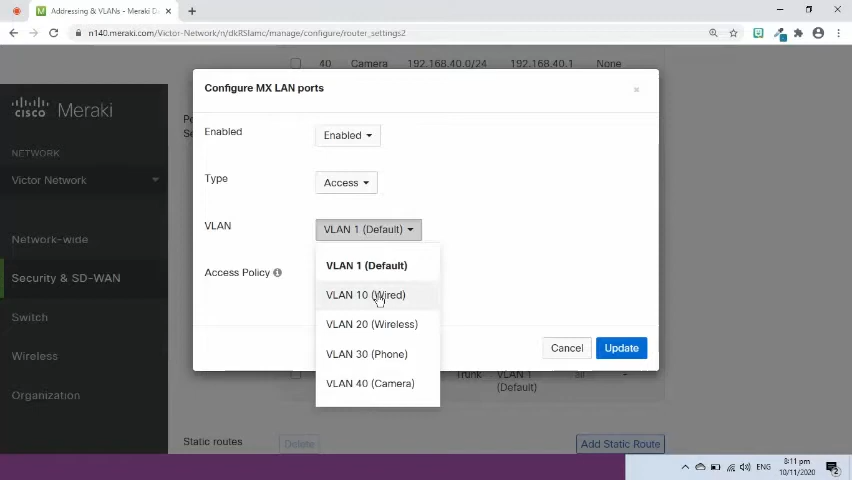 Addressing & VLANs - Meraki D
n140.meraki.com/Victor-Network/n/dkRSlamc/manage/configure/router_settings2
40 Camera 192.168.40.0/24 192.168.40.1 None
Configure MX LAN ports
CISCO Meraki
Enabled
Enabled
NETWORK
Victor Network
Type
Access
VLAN
VLAN 1 (Default)
Network-wide
Access Policy
VLAN 1 (Default)
Security & SD-WAN
VLAN 10 (Wired)
Switch
VLAN 20 (Wireless)
Wireless
VLAN 30 (Phone)
Cancel
Update
Organization
VLAN 40 (Camera)
Trunk
VLAN 1
(Default)
Static routes
Delete
Add Static Route
ENG
8:11 pm
10/11/2020
2